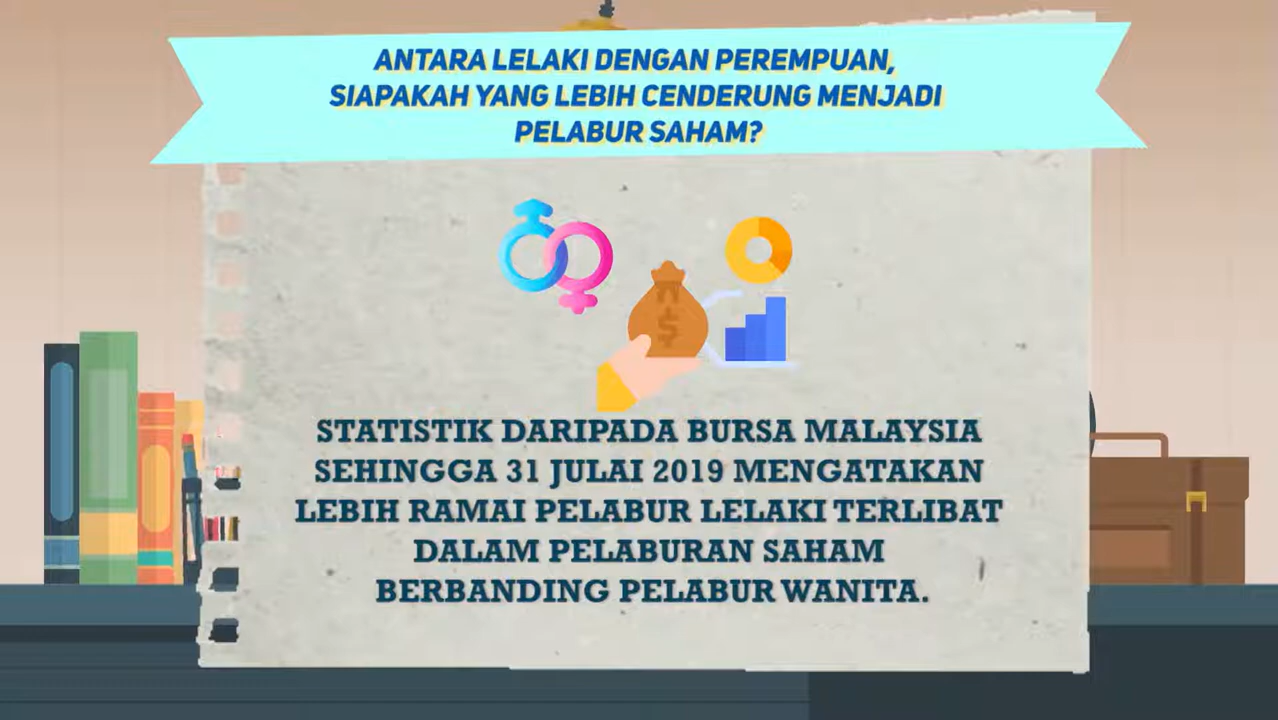 ANTARA LELAKI DENGAN PEREMPUAN,
SIAPAKAH YANG LEBIH CENDERUNG MENJADI
PELABUR SAHAM?
$
STATISTIK DARIPADA BURSA MALAYSIA
SEHINGGA 31 JULAI 2019 MENGATAKAN
LEBIH RAMAI PELABUR LELAKI TERLIBAT
DALAM PELABURAN SAHAM
BERBANDING PELABUR WANITA.